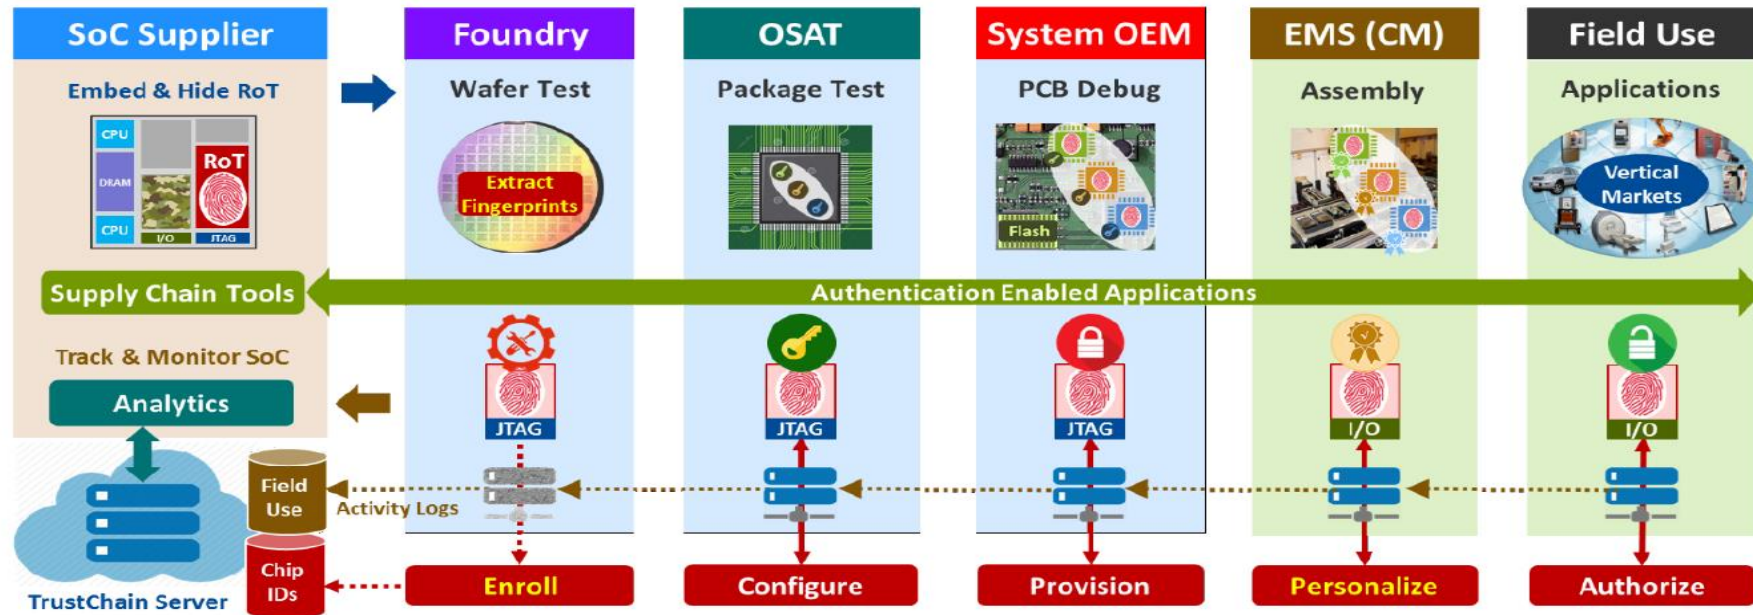 SoC Supplier
Embed & Hide RoT
CPU
DRAM
CPU
I/O
RoT
JTAG
Supply Chain Tools
Track & Monitor SoC
Analytics
TrustChain Server
Field
Use
Chip
IDs
Activity Logs
Authentication Enabled Applications
Foundry
Wafer Test
Extract
Fingerprints
JTAG
Enroll
OSAT
Package Test
JTAG
Configure
System OEM
PCB Debug
Flash
JTAG
Provision
EMS (CM)
Assembly
I/O
Personalize
Field Use
Applications
Vertical
Markets
I/O
Authorize